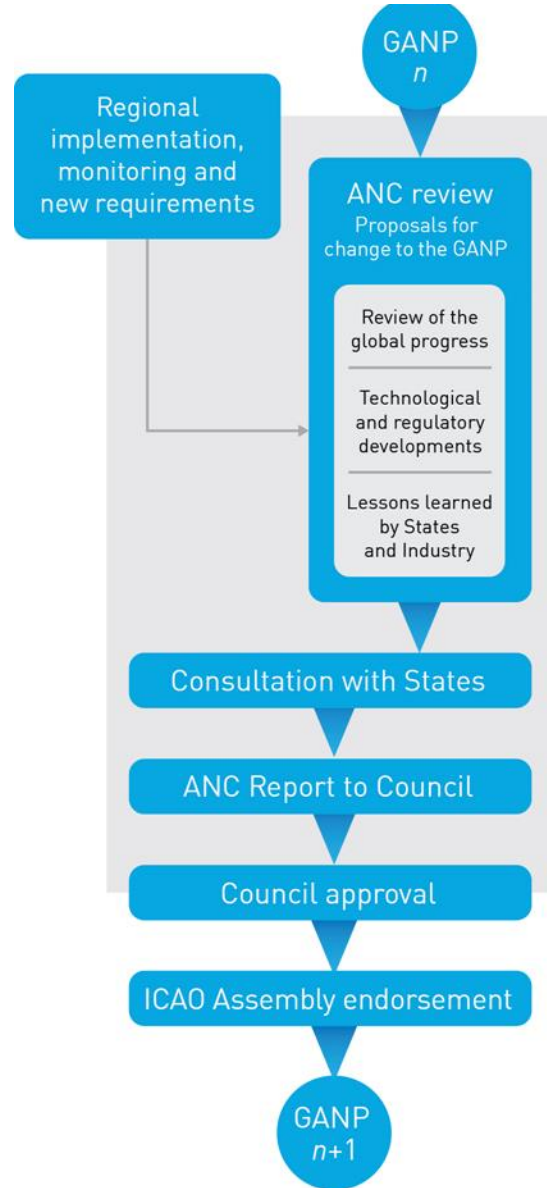 GANP
n
Regional
implementation,
monitoring and
new requirements
ANC review
Proposals for
change to the GANP
Review of the
global progress
Technological
and regulatory
developments
Lessons learned
by States
and Industry
Consultation with States
ANC Report to Council
Council approval
ICAO Assembly endorsement
GANP
n+1